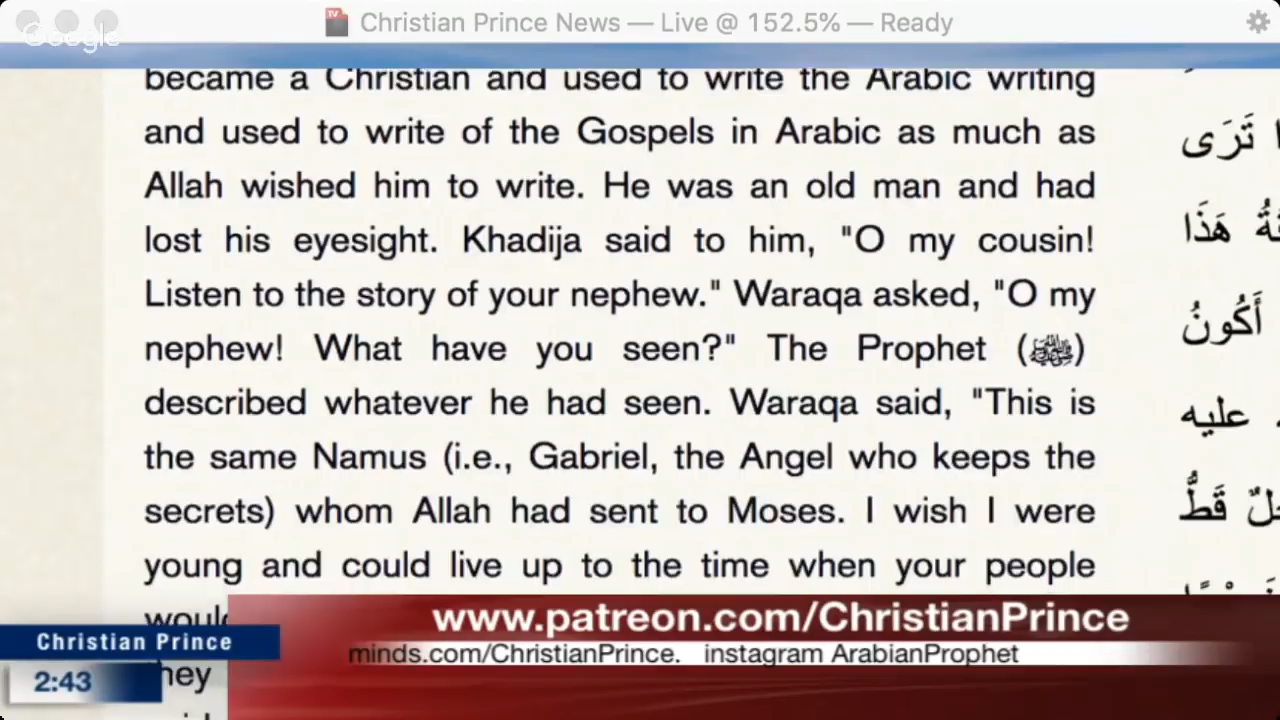 Christian Prince News — Live @ 152.5% — Ready
Google
became a Christian and used to write the Arabic writing
and used to write of the Gospels in Arabic as much as
Allah wished him to write. He was an old man and had
lost his eyesight. Khadija said to him, "O my cousin!
Listen to the story of your nephew." Waraqa asked, "O my
nephew! What have you seen?" The Prophet (ﷺ)
described whatever he had seen. Waraqa said, "This is
the same Namus (i.e., Gabriel, the Angel who keeps the
secrets) whom Allah had sent to Moses. I wish I were
young and could live up to the time when your people
they
تَرَى
هَذَا
أَكُونُ
عليه
قَطُّ
www.patreon.com/ChristianPrince
Christian Prince
minds.com/ChristianPrince. instagram ArabianProphet
2:43